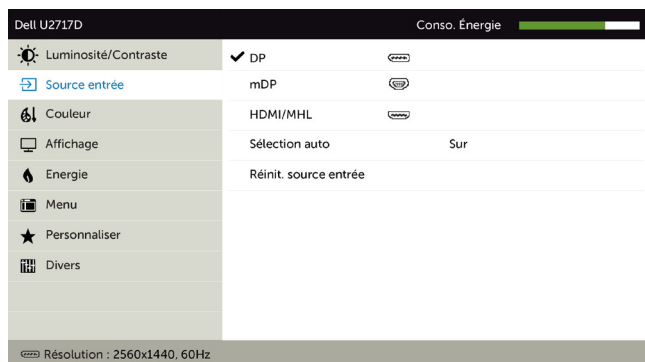 Dell U2717D Conso. Énergie
Luminosité/Contraste DP
Source entrée mDP
Couleur HDMI/MHL
Affichage Sélection auto Sur
Energie Réinit. source entrée
Menu
Personnaliser
Divers
Résolution : 2560x1440, 60Hz